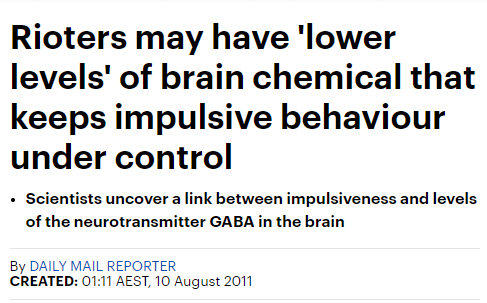 Rioters may have 'lower
levels' of brain chemical that
keeps impulsive behaviour
under control
• Scientists uncover a link between impulsiveness and levels
of the neurotransmitter GABA in the brain
By DAILY MAIL REPORTER
CREATED: 01:11 AEST, 10 August 2011